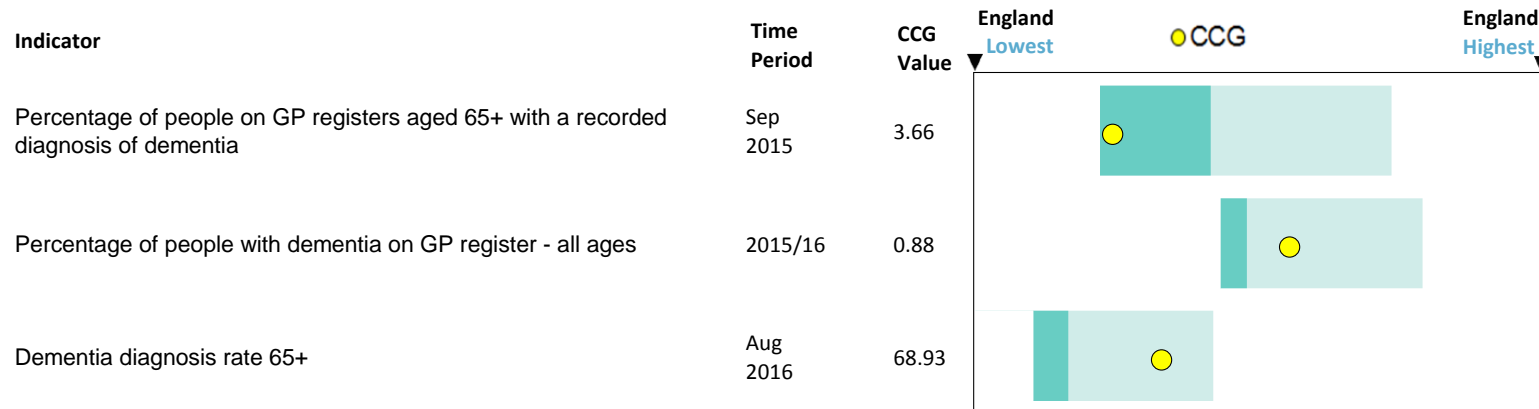 Indicator
Time
Period
CCG
Value
England
Lowest
CCG
England
Highest
Percentage of people on GP registers aged 65+ with a recorded
diagnosis of dementia
Sep
2015
3.66
Percentage of people with dementia on GP register - all ages
2015/16
0.88
Dementia diagnosis rate 65+
Aug
2016
68.93